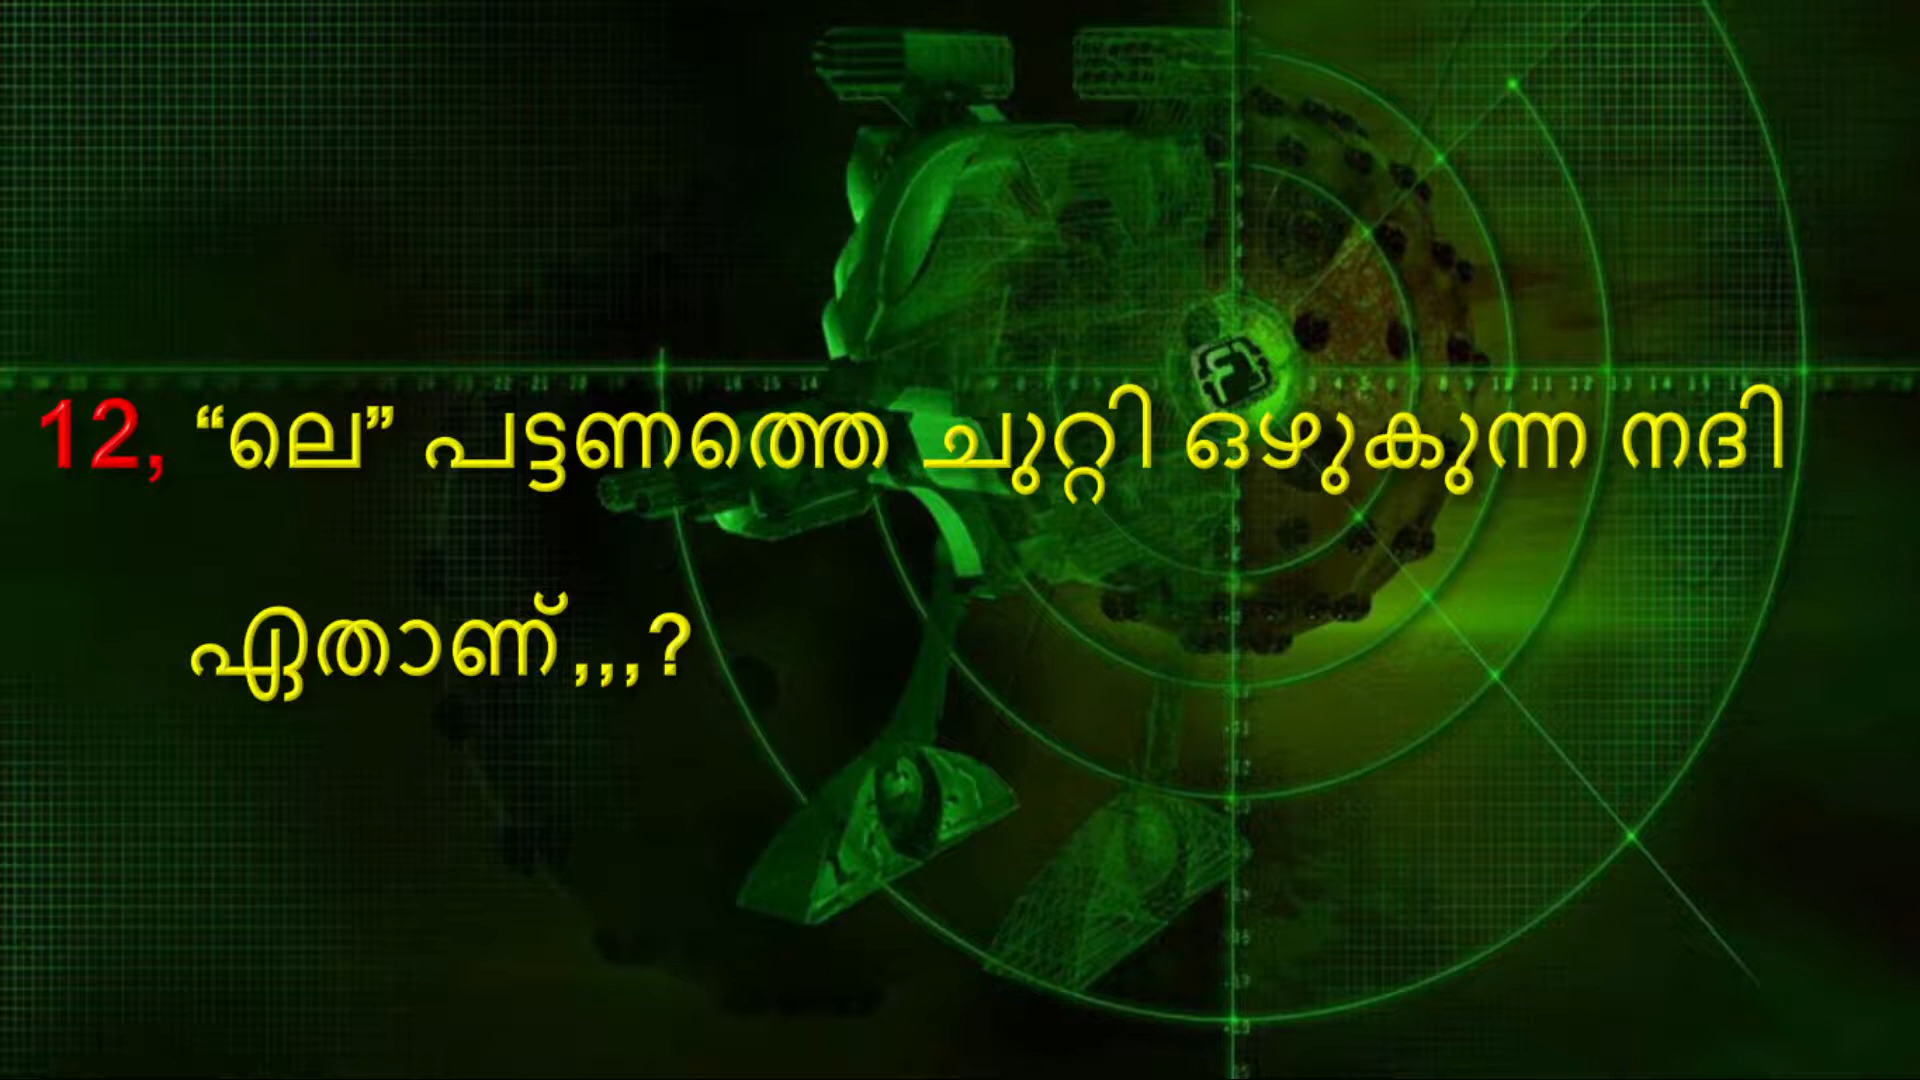 12, “ലെ” പട്ടണത്തെ ചുറ്റി ഒഴുകുന്ന നദി
ഏതാണ്,,,?